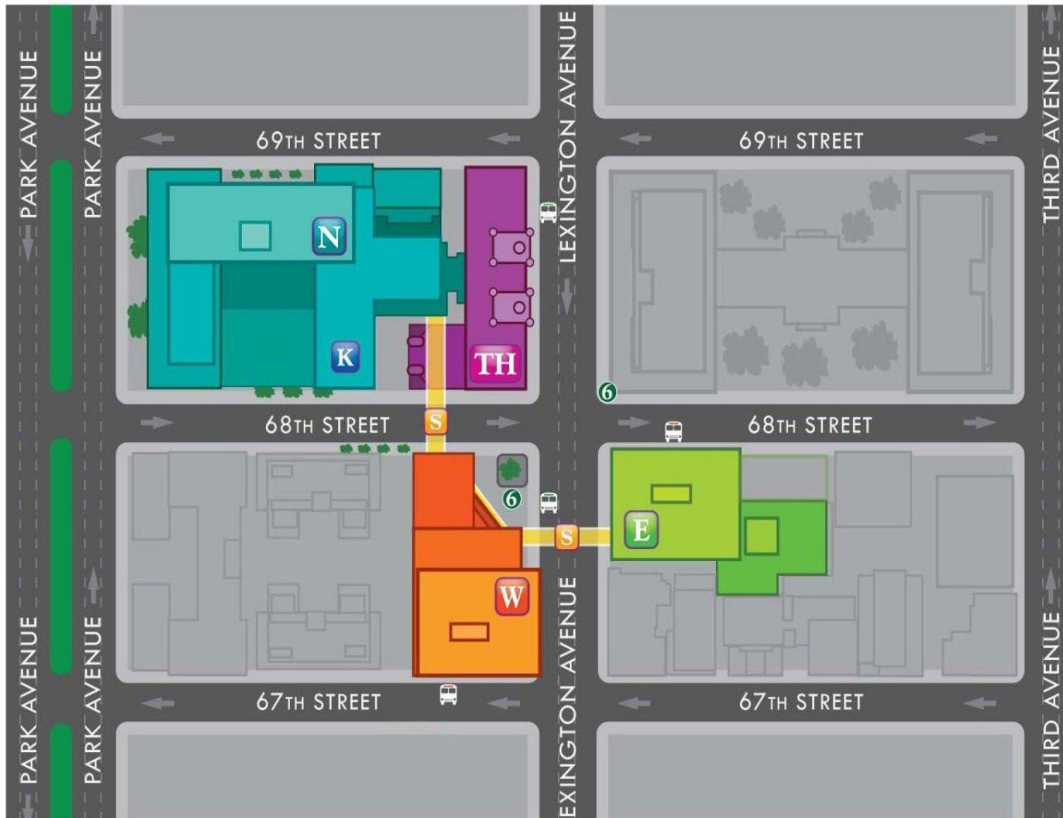 PARK AVENUE
PARK AVENUE
LEXINGTON AVENUE
THIRD AVENUE
69TH STREET
69TH STREET
N
K
TH
6
68TH STREET
68TH STREET
S
6
S
E
W
PARK AVENUE
PARK AVENUE
LEXINGTON AVENUE
THIRD AVENUE
67TH STREET
67TH STREET